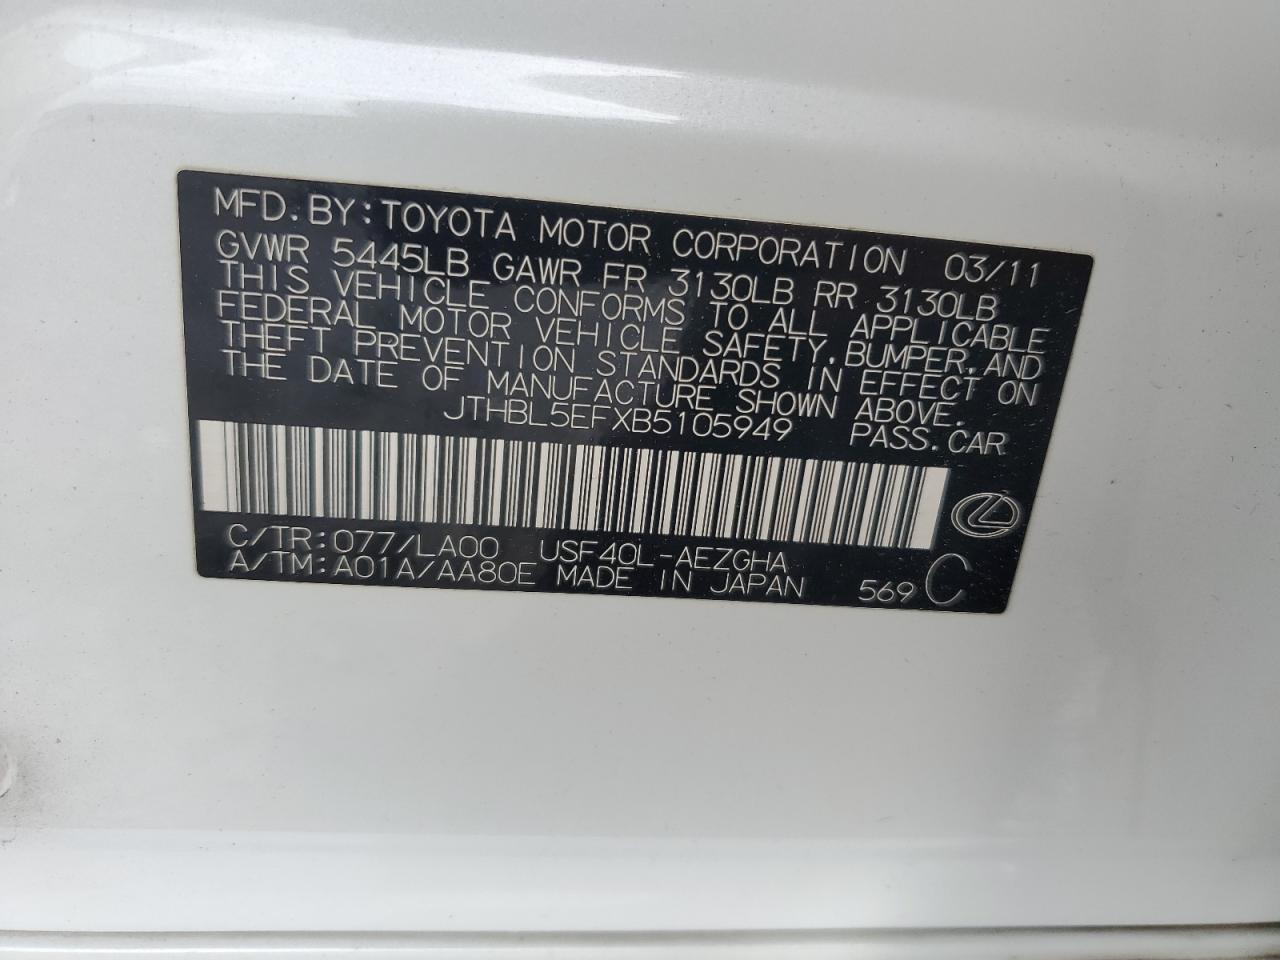 MFD.BY:TOYOTA MOTOR CORPORATION 03/11
GVWR 5445LB GAWR FR 3130LB RR 3130LB
THIS VEHICLE CONFORMS TO ALL APPLICABLE
FEDERAL MOTOR VEHICLE SAFETY,BUMPER,AND
THEFT PREVENTION STANDARDS IN EFFECT ON
THE DATE OF MANUFACTURE SHOWN ABOVE.
JTHBL5EFXB5105949 PASS.CAR
C/TR:077/LA00 USF40L-AEZGHA
A/TM:A01A/AA80E MADE IN JAPAN 569 C